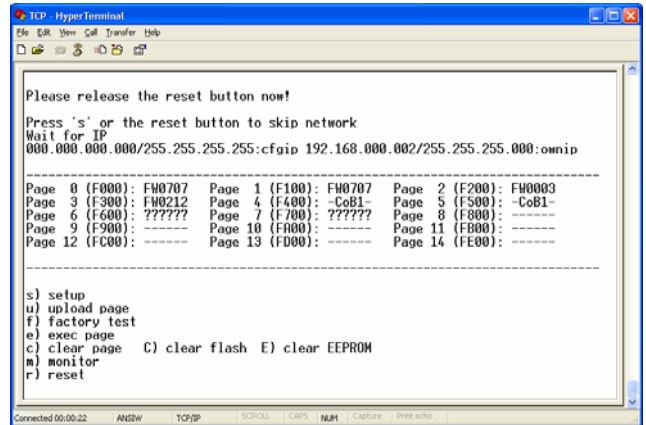 TCP - HyperTerminal
File Edit View Call Transfer Help
Please release the reset button now!
Press 's' or the reset button to skip network
Wait for IP
000.000.000.000/255.255.255.255:cfgip 192.168.000.002/255.255.255.000:ownip
--------------------------------------------------------------------------------
Page 0 (F000): FW0707 Page 1 (F100): FW0707 Page 2 (F200): FW0003
Page 3 (F300): FW0212 Page 4 (F400): -CoB1- Page 5 (F500): -CoB1-
Page 6 (F600): ?????? Page 7 (F700): ?????? Page 8 (F800): ------
Page 9 (F900): ------ Page 10 (FA00): ------ Page 11 (FB00): ------
Page 12 (FC00): ------ Page 13 (FD00): ------ Page 14 (FE00): ------
--------------------------------------------------------------------------------
s) setup
u) upload page
f) factory test
e) exec page
c) clear page C) clear flash E) clear EEPROM
m) monitor
r) reset
Connected 00:00:22 ANSIW TCP/IP SCROLL CAPS NUM Capture Print echo